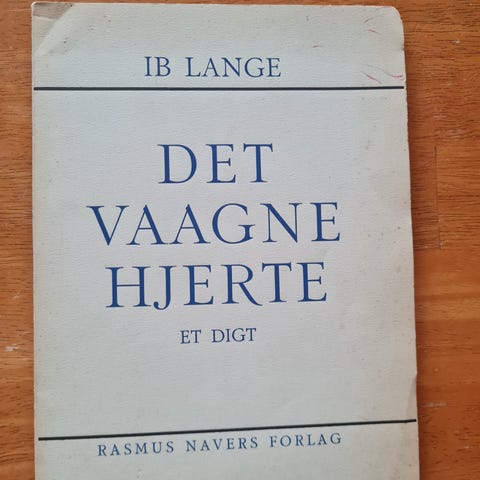 IB LANGE
DET
VAAGNE
HJERTE
ET DIGT
RASMUS NAVERS FORLAG